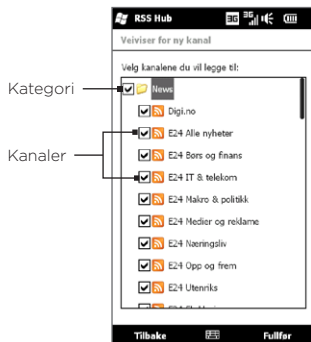 RSS Hub
Veiviser for ny kanal
Velg kanalene du vil legge til:
Kategori
News
Digi.no
Kanaler
E24 Alle nyheter
E24 Børs og finans
E24 IT & telekom
E24 Makro & politikk
E24 Medier og reklame
E24 Næringsliv
E24 Opp og frem
E24 Utenriks
Tilbake
Fullfør